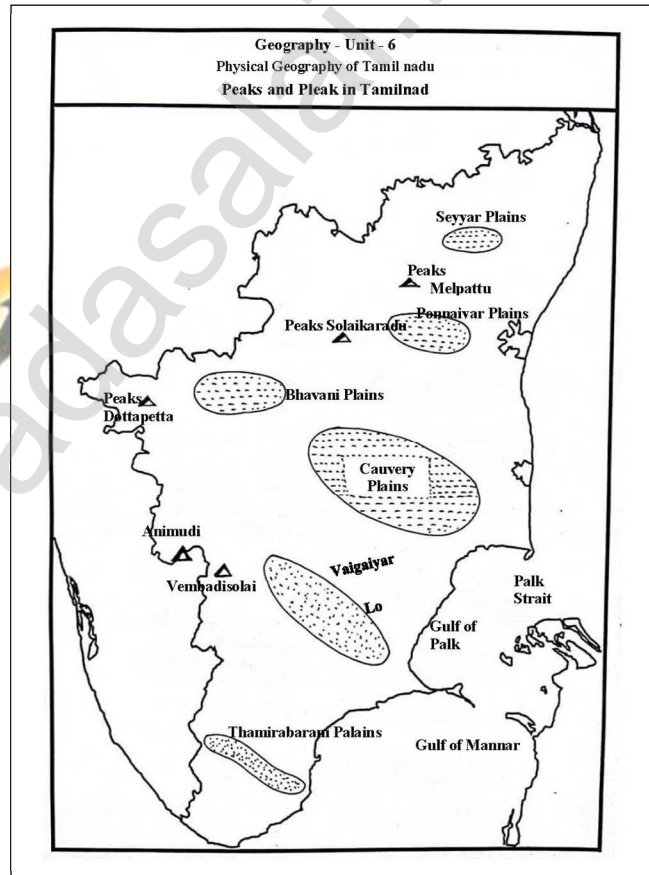 Geography - Unit - 6
Physical Geography of Tamil nadu
Peaks and Pleak in Tamilnad
Seyyar Plains
Peaks
Melpattu
Ponnaiyar Plains
Peaks Solaikaradu
Peaks
Dottapetta
Bhavani Plains
Cauvery
Plains
Animudi
Vembadisolai
Vaigaiyar
Lo
Palk
Strait
Gulf of
Palk
Thamirabarani Palains
Gulf of Mannar